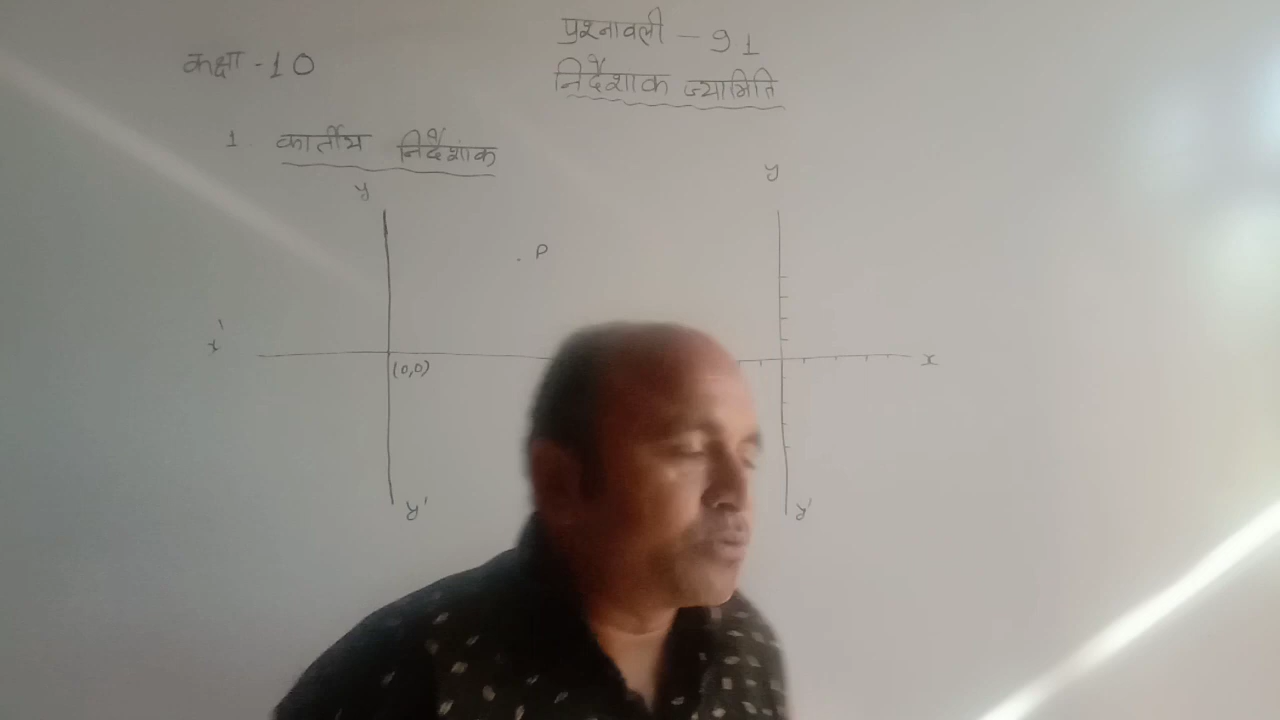 प्रश्नावली - 9 1
कक्षा - 10
निर्देशांक ज्यामिति
1. कार्तीय निर्देशांक
y
y
. P
x'
(0,0)
x
y'
y'